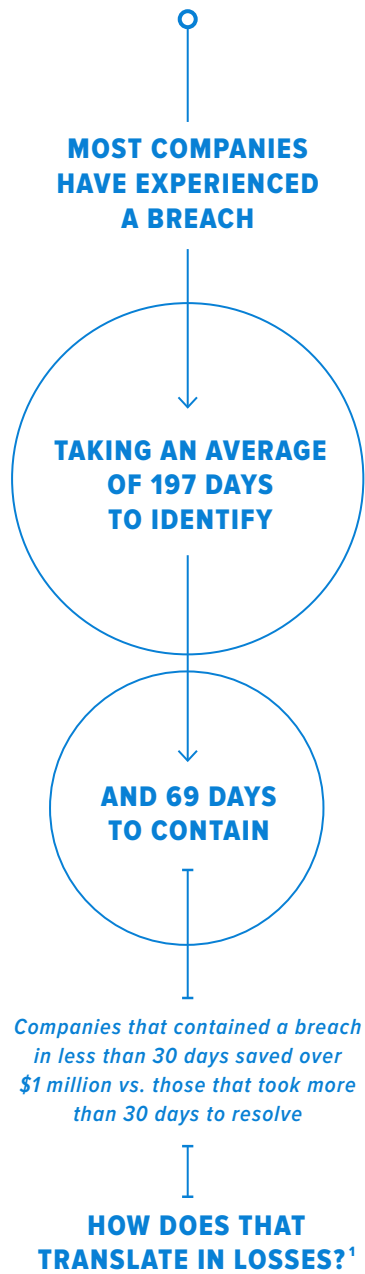 MOST COMPANIES
HAVE EXPERIENCED
A BREACH
TAKING AN AVERAGE
OF 197 DAYS
TO IDENTIFY
AND 69 DAYS
TO CONTAIN
Companies that contained a breach
in less than 30 days saved over
$1 million vs. those that took more
than 30 days to resolve
HOW DOES THAT
TRANSLATE IN LOSSES?¹